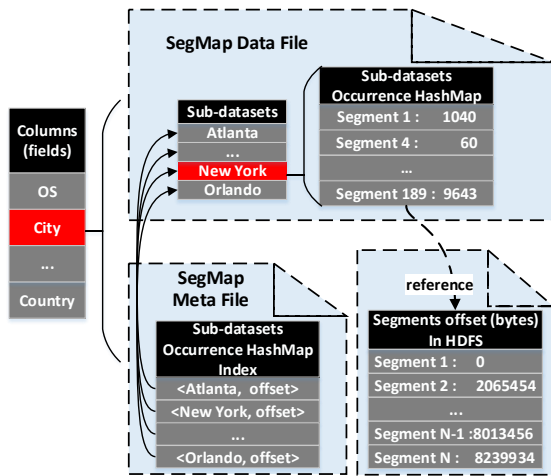 SegMap Data File
Columns
(fields)
OS
City
...
Country
Sub-datasets
Atlanta
...
New York
Orlando
Sub-datasets
Occurrence HashMap
Segment 1 : 1040
Segment 4 : 60
...
Segment 189 : 9643
SegMap
Meta File
Sub-datasets
Occurrence HashMap
Index
<Atlanta, offset>
<New York, offset>
...
<Orlando, offset>
reference
Segments offset (bytes)
In HDFS
Segment 1 : 0
Segment 2 : 2065454
...
Segment N-1 :8013456
Segment N : 8239934